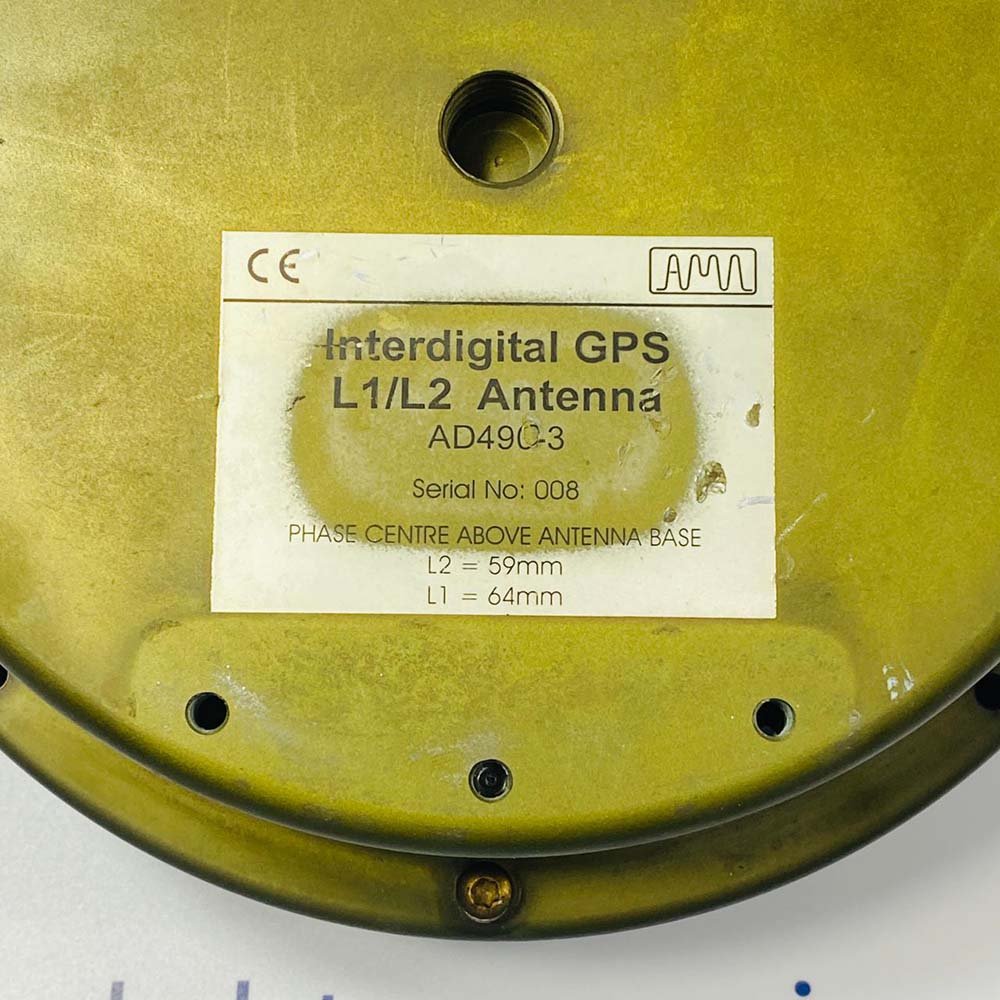 CE
Interdigital GPS
L1/L2 Antenna
AD490-3
Serial No: 008
PHASE CENTRE ABOVE ANTENNA BASE
L2 = 59mm
L1 = 64mm